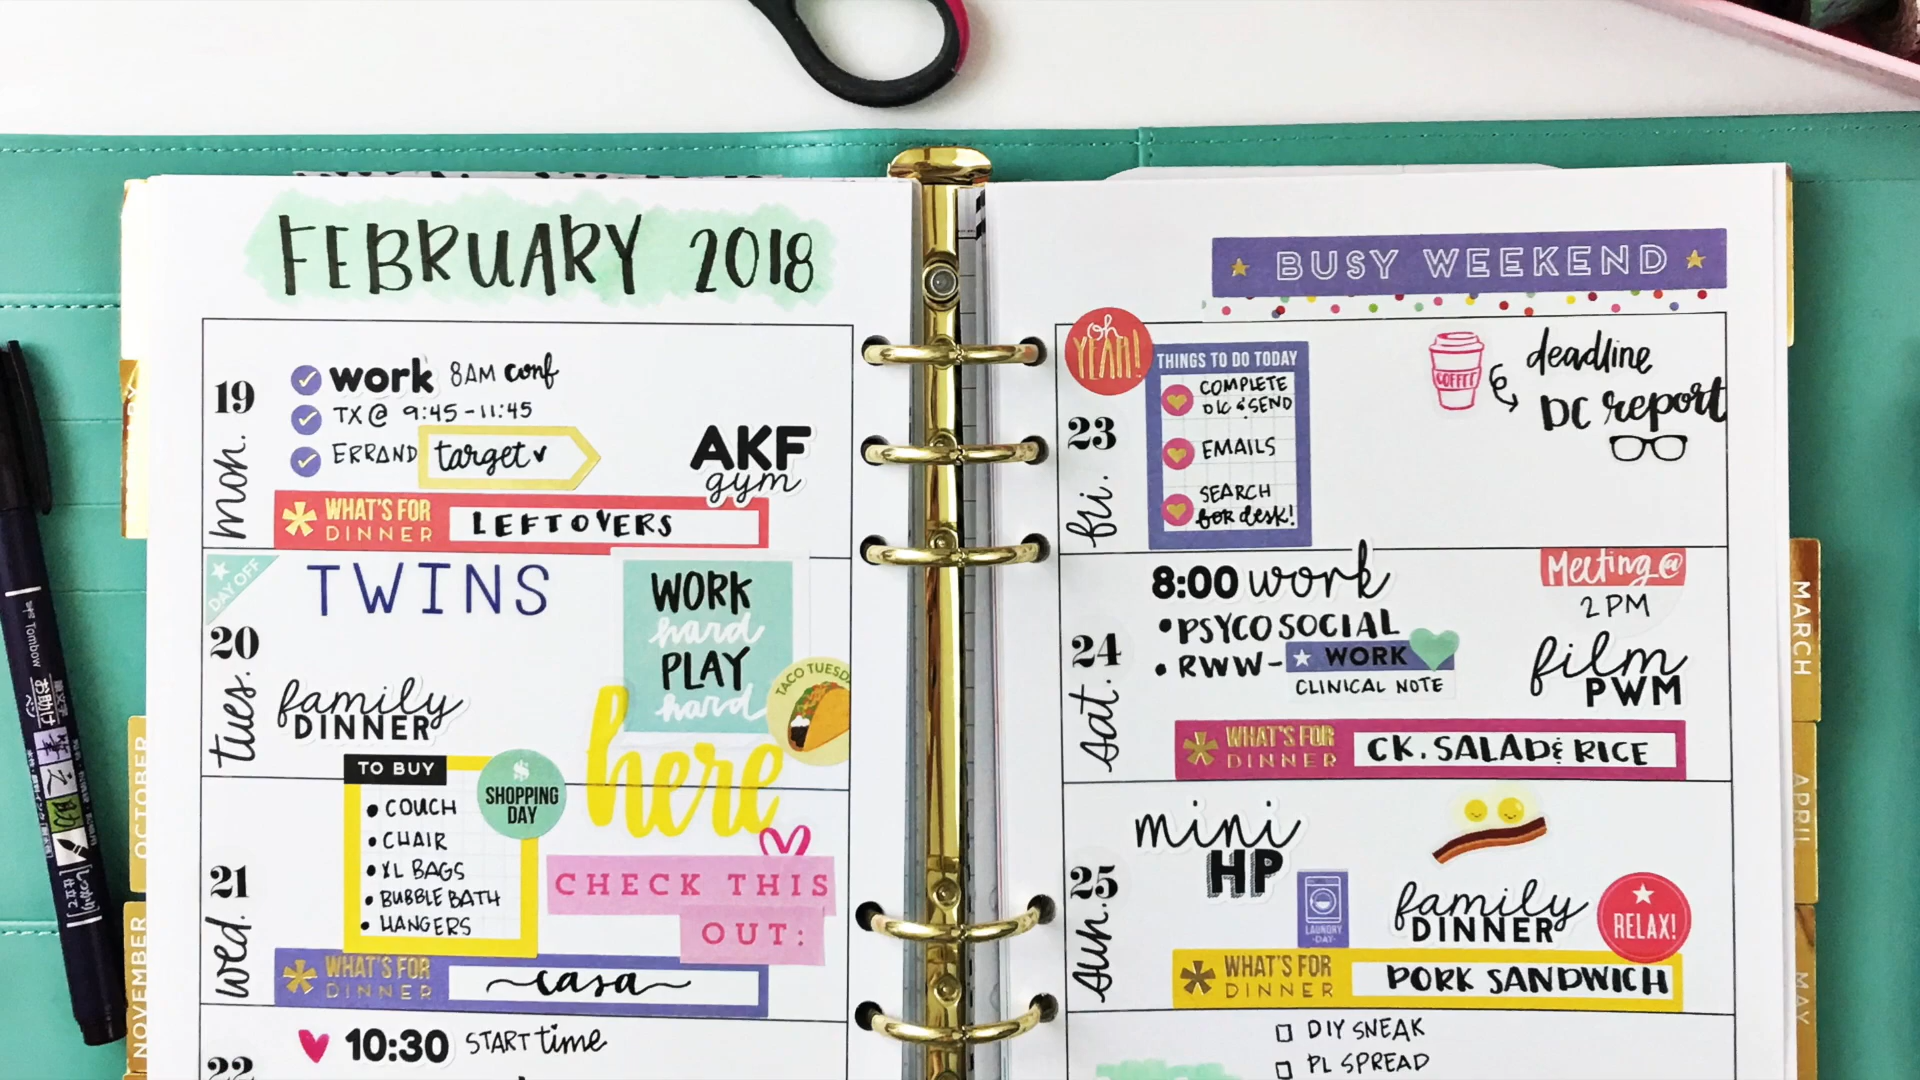 FEBRUARY 2018
19
mon.
work 8AM conf
TX @ 9:45-11:45
ERRAND target
AKF
gym
WHAT'S FOR
DINNER
LEFTOVERS
DAY OFF
TWINS
20
tues.
family
DINNER
WORK
hard
PLAY
hard
TACO TUESDA
here
TO BUY
• COUCH
• CHAIR
• XL BAGS
• BUBBLE BATH
• HANGERS
$
SHOPPING
DAY
CHECK THIS
OUT:
21
wed.
WHAT'S FOR
DINNER
~casa~
22
10:30 START time
BUSY WEEKEND
oh
YEAH!
23
fri.
THINGS TO DO TODAY
COMPLETE
& SEND
EMAILS
SEARCH
for desk!
COFFEE
deadline
DC report
24
sat.
8:00 work
• PSYCOSOCIAL
• RWW- WORK
CLINICAL NOTE
Meeting @
2 PM
film
PWM
WHAT'S FOR
DINNER
CK. SALAD & RICE
25
sun.
mini
HP
LAUNDRY
-DAY-
family
DINNER
RELAX!
WHAT'S FOR
DINNER
PORK SANDWICH
DIY SNEAK
PL SPREAD
OCTOBER
NOVEMBER
MARCH
APRIL
MAY
Tombow